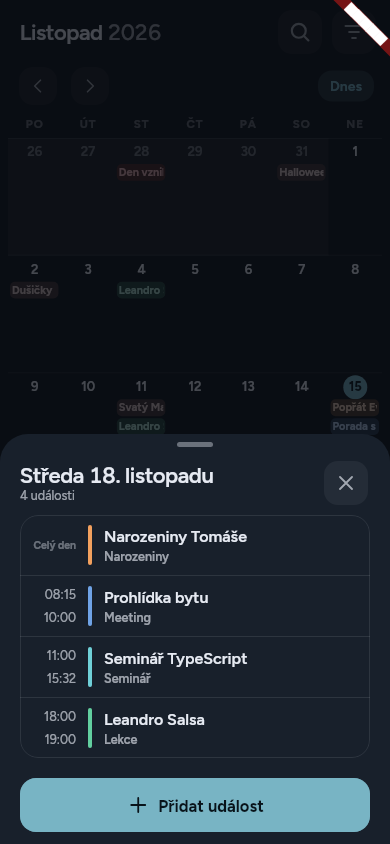 Listopad 2026
Dnes
PO ÚT ST ČT PÁ SO NE
26 27 28 29 30 31 1
Den vzni
Hallowee
2 3 4 5 6 7 8
Dušičky
Leandro
9 10 11 12 13 14 15
Svatý Ma
Popřát Ev
Leandro
Porada s
Středa 18. listopadu
4 události
Celý den
Narozeniny Tomáše
Narozeniny
08:15
Prohlídka bytu
10:00
Meeting
11:00
Seminář TypeScript
15:32
Seminář
18:00
Leandro Salsa
19:00
Lekce
Přidat událost